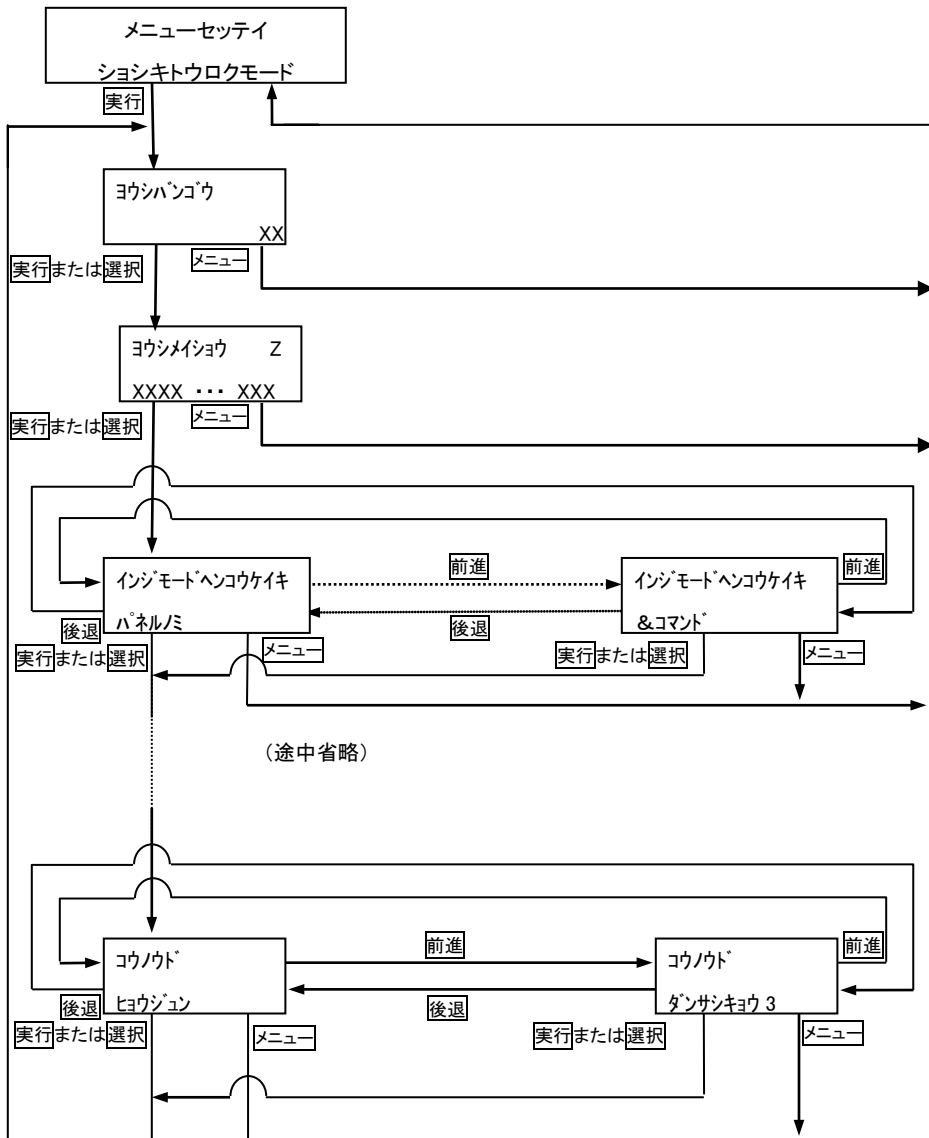 メニューセッテイ
ショシキトウロクモード
実行
ヨウシバンゴウ
XX
実行または選択
メニュー
ヨウシメイショウ Z
XXXX ・・・ XXX
実行または選択
メニュー
インジモードヘンコウケイキ
パネルノミ
前進
後退
インジモードヘンコウケイキ
&コマンド
前進
後退
実行または選択
メニュー
実行または選択
メニュー
(途中省略)
コウノウド
ヒョウジュン
前進
後退
コウノウド
ダンサシキョウ 3
前進
後退
実行または選択
メニュー
実行または選択
メニュー